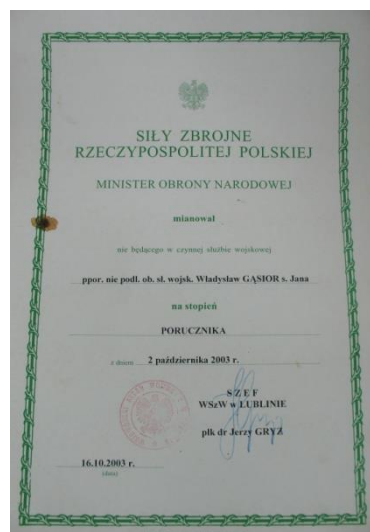 SIŁY ZBROJNE
RZECZYPOSPOLITEJ POLSKIEJ
MINISTER OBRONY NARODOWEJ
mianował
nie będącego w czynnej służbie wojskowej
ppor. nie podl. ob. sł. wojsk. Władysław GĄSIOR s. Jana
na stopień
PORUCZNIKA
z dniem 2 października 2003 r.
SZEF
WSzW w LUBLINIE
płk dr Jerzy GRYZ
16.10.2003 r.
(data)